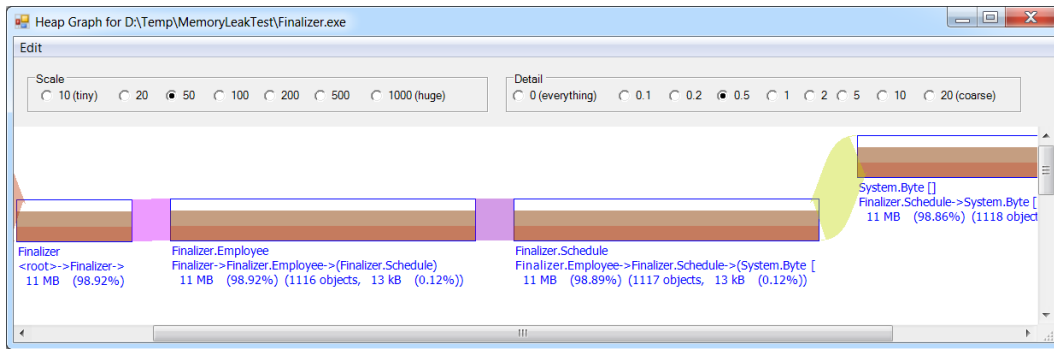 Heap Graph for D:\Temp\MemoryLeakTest\Finalizer.exe
Edit
Scale
10 (tiny) 20 50 100 200 500 1000 (huge)
Detail
0 (everything) 0.1 0.2 0.5 1 2 5 10 20 (coarse)
System.Byte []
Finalizer.Schedule->System.Byte [
11 MB (98.86%) (1118 object
Finalizer
<root>->Finalizer->
11 MB (98.92%)
Finalizer.Employee
Finalizer->Finalizer.Employee->(Finalizer.Schedule)
11 MB (98.92%) (1116 objects, 13 kB (0.12%))
Finalizer.Schedule
Finalizer.Employee->Finalizer.Schedule->(System.Byte [
11 MB (98.89%) (1117 objects, 13 kB (0.12%))